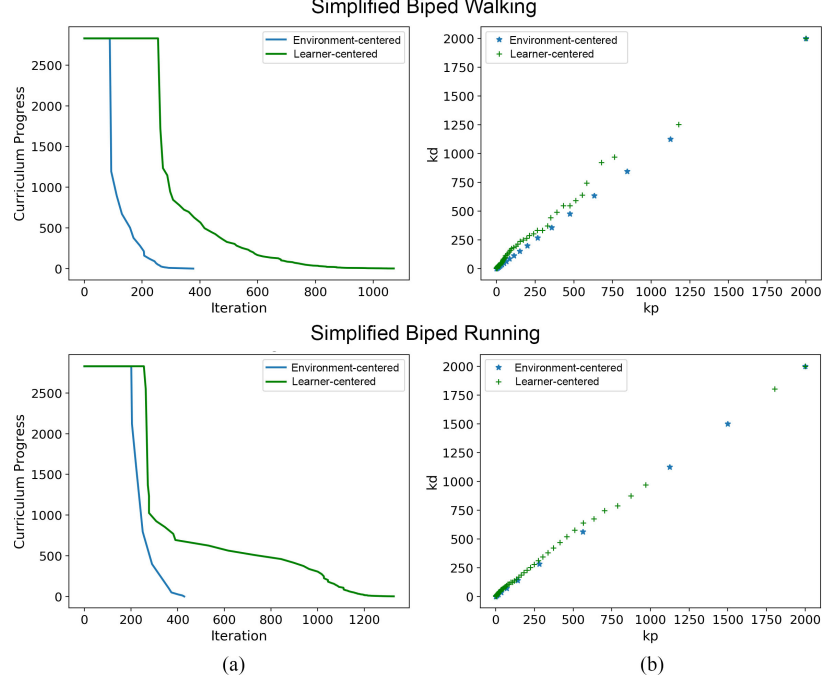 Simplified Biped Walking
Environment-centered
Learner-centered
Curriculum Progress
2500
2000
1500
1000
500
0
0 200 400 600 800 1000
Iteration
Environment-centered
Learner-centered
kd
2000
1750
1500
1250
1000
750
500
250
0
0 250 500 750 1000 1250 1500 1750 2000
kp
Simplified Biped Running
Environment-centered
Learner-centered
Curriculum Progress
2500
2000
1500
1000
500
0
0 200 400 600 800 1000 1200
Iteration
Environment-centered
Learner-centered
kd
2000
1750
1500
1250
1000
750
500
250
0
0 250 500 750 1000 1250 1500 1750 2000
kp
(a) (b)